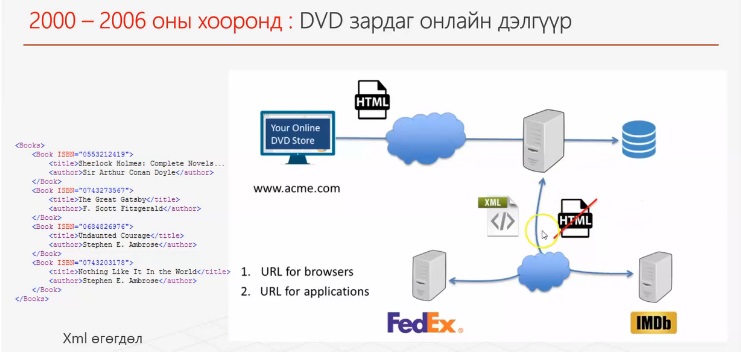 2000 – 2006 оны хооронд : DVD зардаг онлайн дэлгүүр
HTML
Your Online
DVD Store
www.acme.com
<Books>
<Book ISBN="0553212419">
<title>Sherlock Holmes: Complete Novels...
<author>Sir Arthur Conan Doyle</author>
</Book>
<Book ISBN="0743273567">
<title>The Great Gatsby</title>
<author>F. Scott Fitzgerald</author>
</Book>
<Book ISBN="0684826976">
<title>Undaunted Courage</title>
<author>Stephen E. Ambrose</author>
</Book>
<Book ISBN="0743203178">
<title>Nothing Like It In the World</title>
<author>Stephen E. Ambrose</author>
</Book>
</Books>
XML
</>
HTML
1. URL for browsers
2. URL for applications
FedEx®
IMDb
Xml өгөгдөл